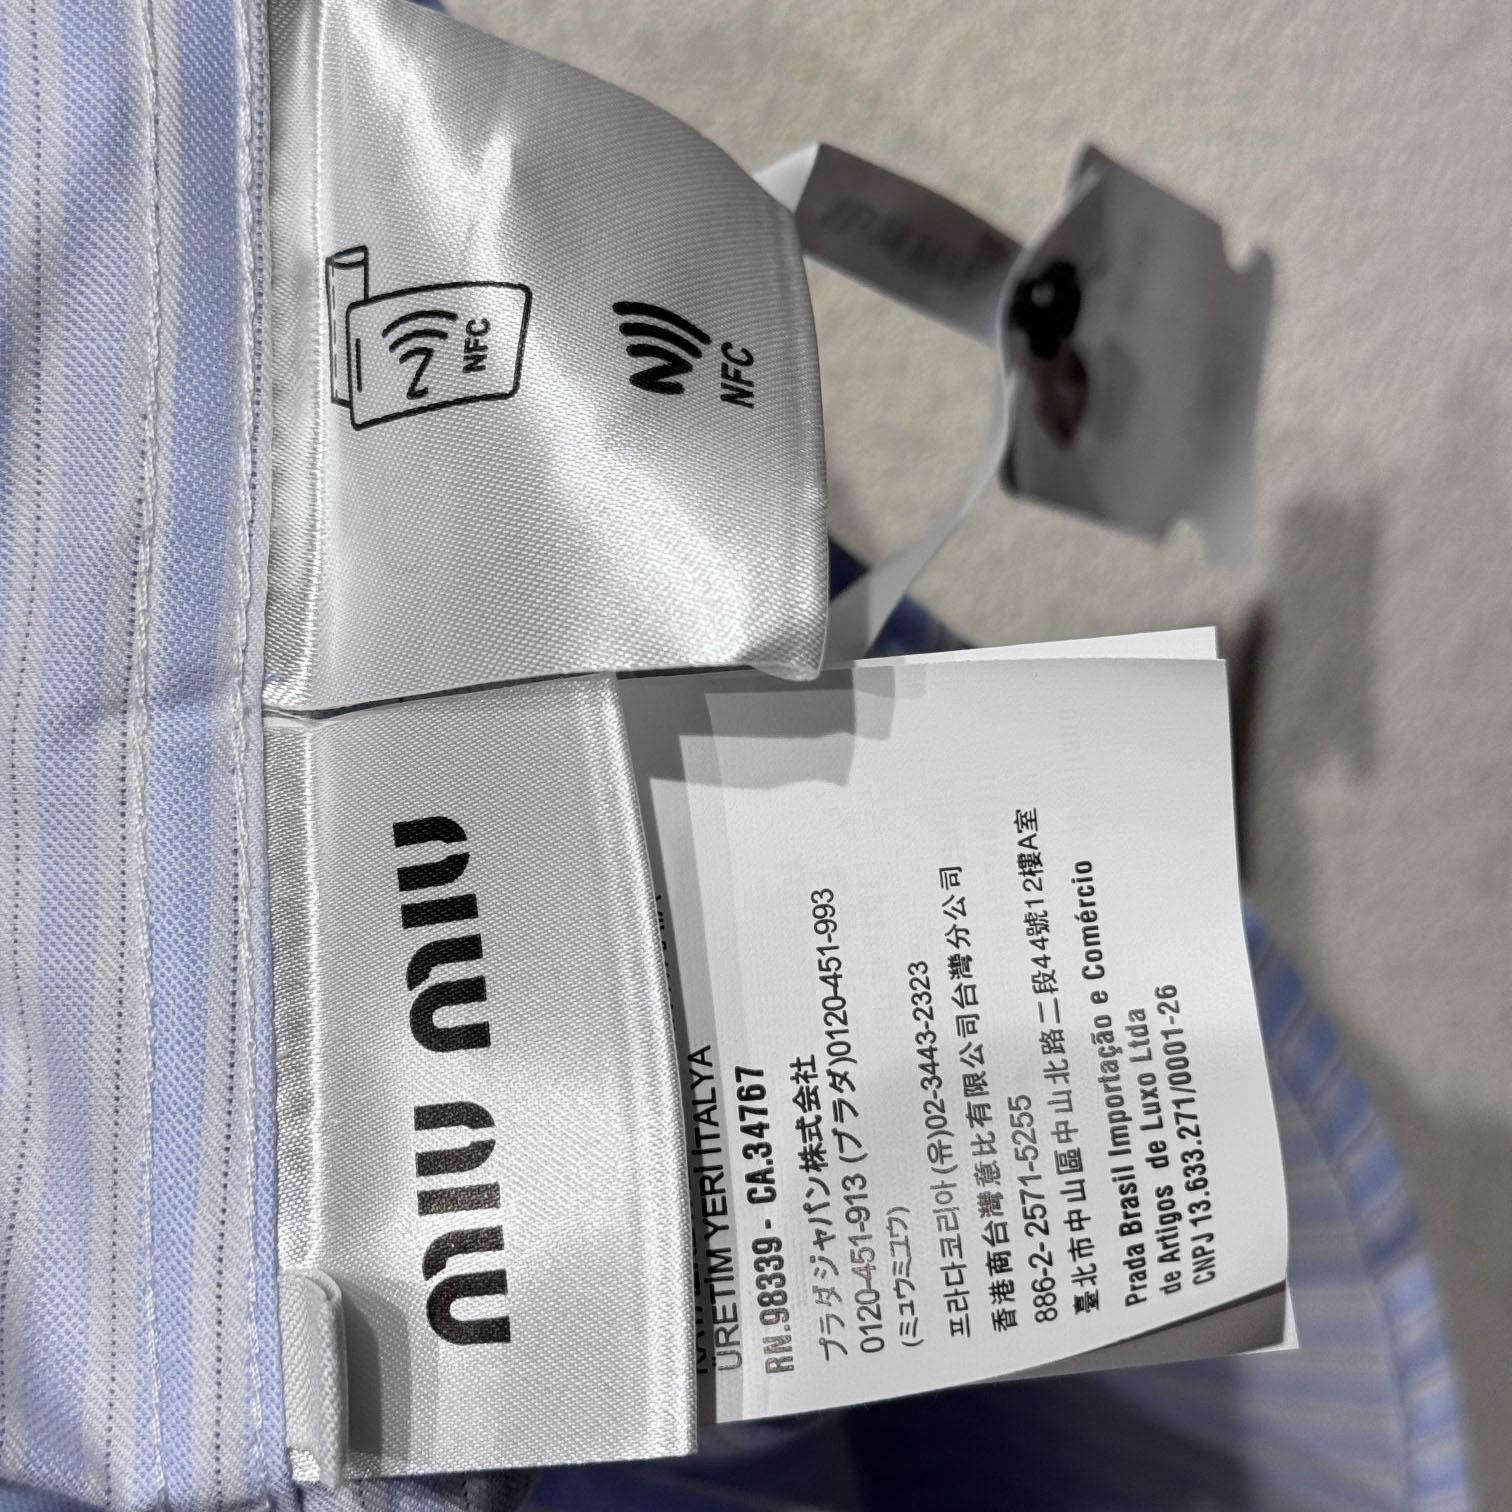 NFC
NFC
miu miu
ÜRETİM YERİ İTALYA
RN.98339 - CA.34767
プラダジャパン株式会社
0120-451-913 (プラダ)0120-451-993
(ミュウミュウ)
프라다코리아(유)02-3443-2323
香港商台灣意比有限公司台灣分公司
886-2-2571-5255
臺北市中山區中山北路二段44號12樓A室
Prada Brasil Importação e Comércio
de Artigos de Luxo Ltda
CNPJ 13.633.271/0001-26